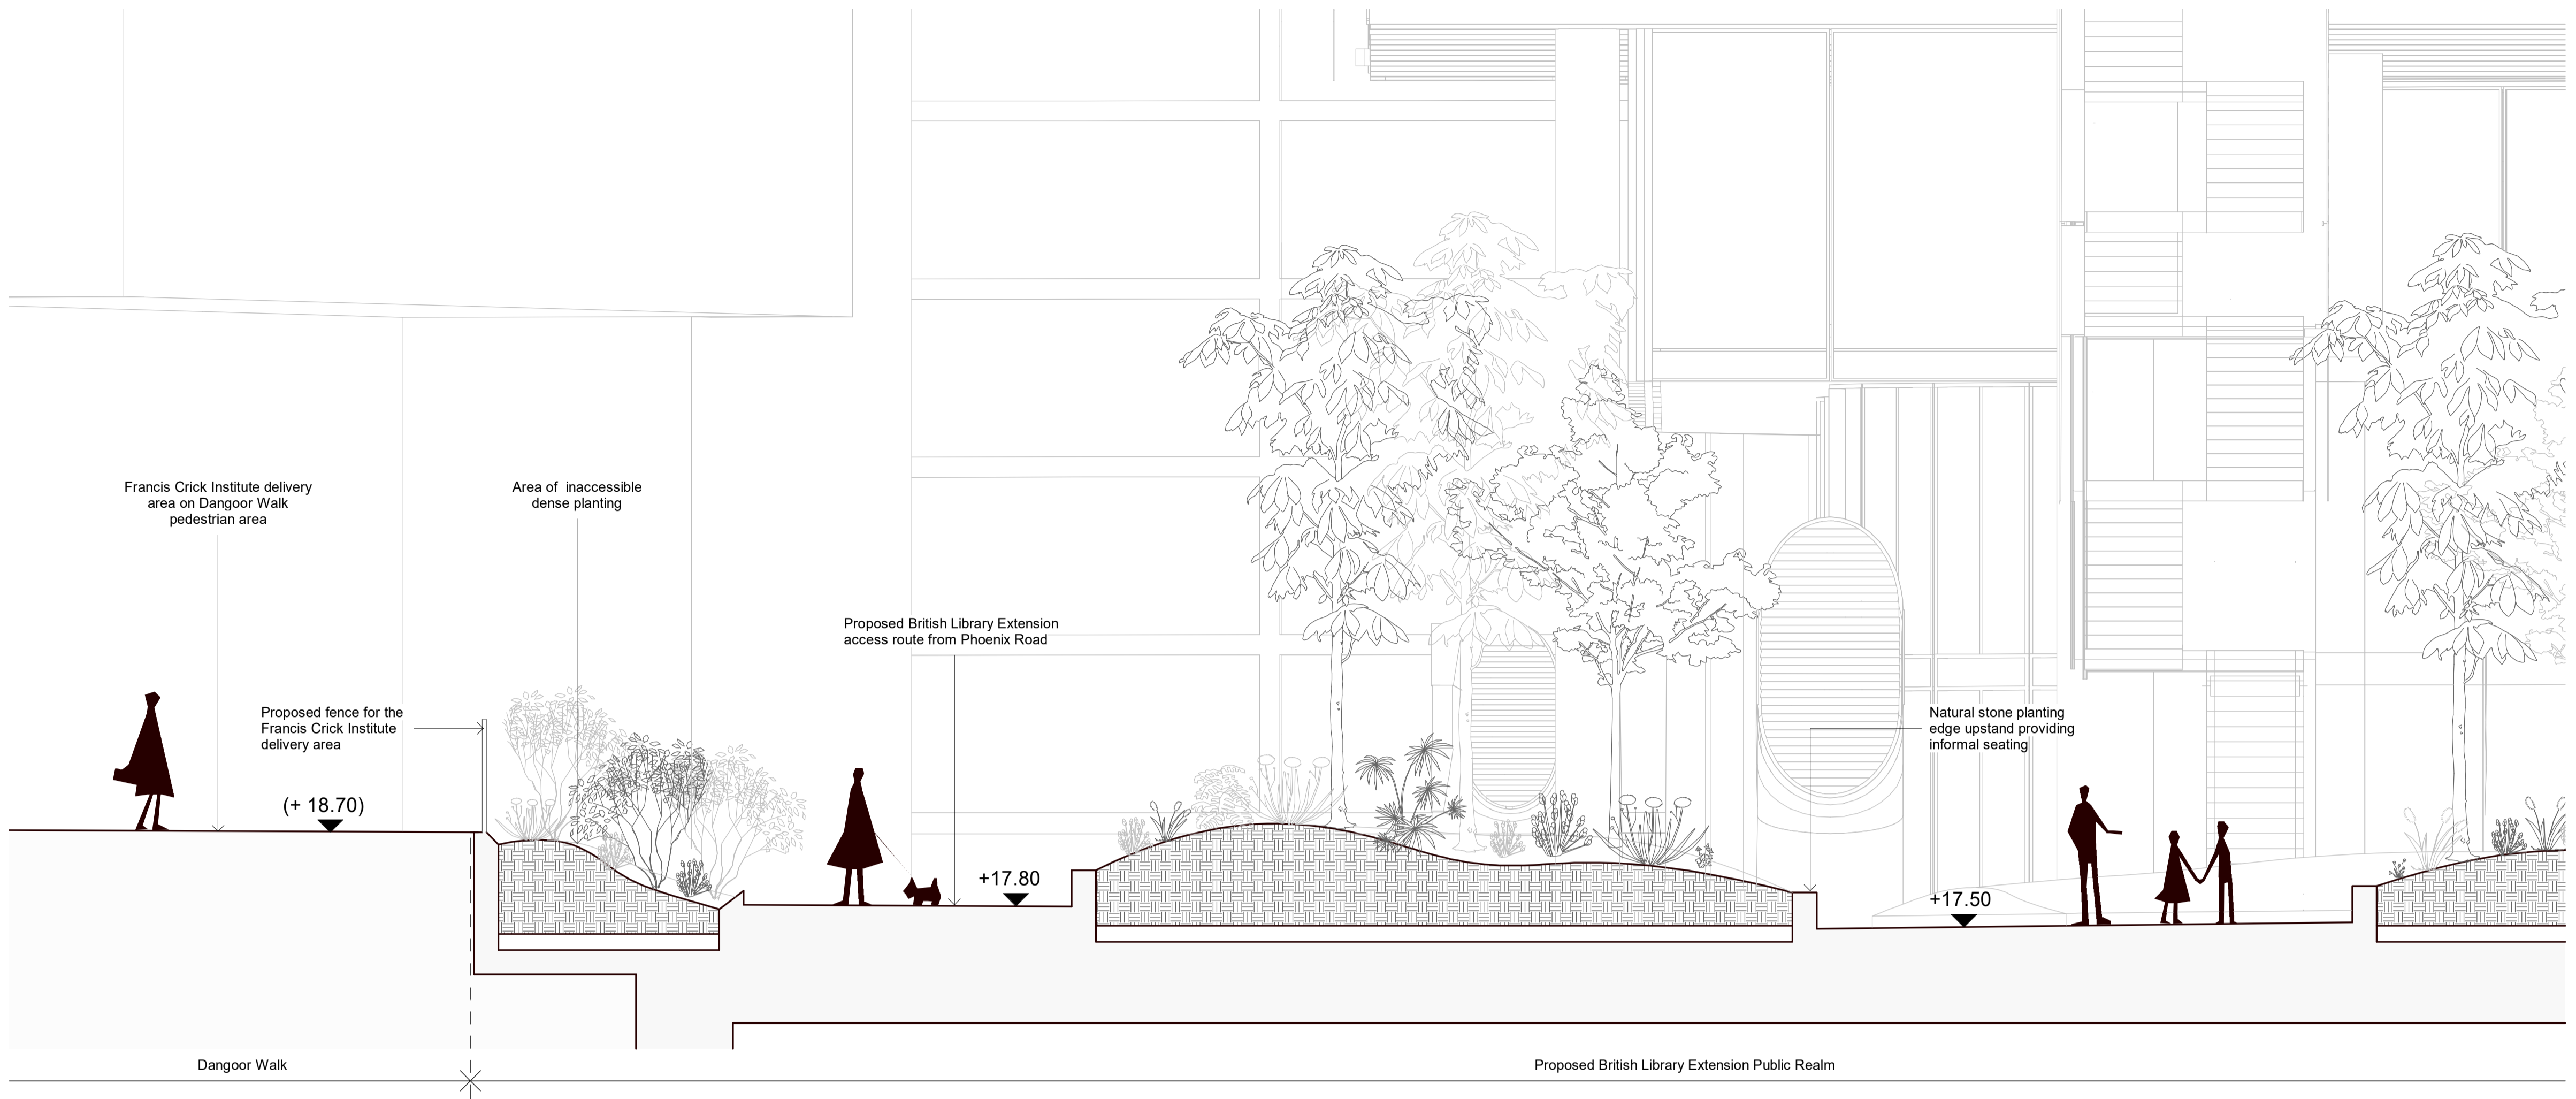 Francis Crick Institute delivery
area on Dangoor Walk
pedestrian area
Area of inaccessible
dense planting
Proposed British Library Extension
access route from Phoenix Road
Proposed fence for the
Francis Crick Institute
delivery area
Natural stone planting
edge upstand providing
informal seating
(+ 18.70)
+17.80
+17.50
Dangoor Walk
Proposed British Library Extension Public Realm